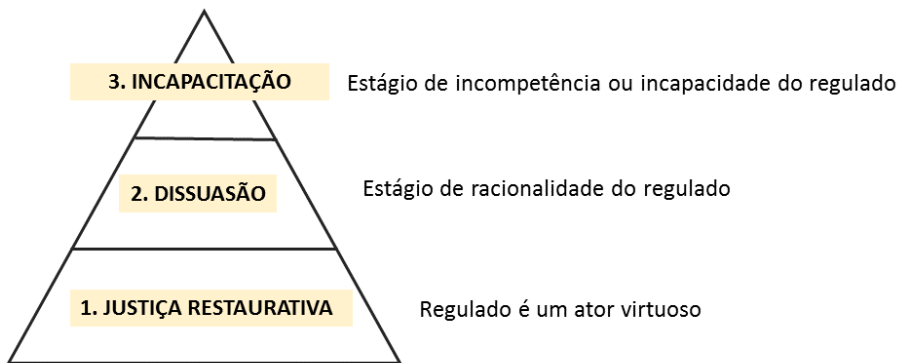 3. INCAPACITAÇÃO
Estágio de incompetência ou incapacidade do regulado
2. DISSUASÃO
Estágio de racionalidade do regulado
1. JUSTIÇA RESTAURATIVA
Regulado é um ator virtuoso